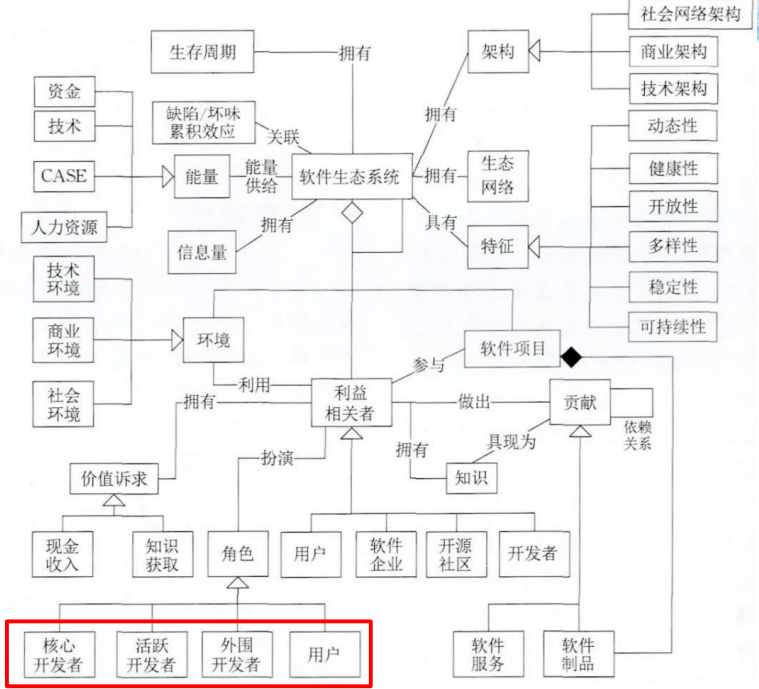 社会网络架构
生存周期
拥有
架构
商业架构
资金
技术架构
缺陷/坏味
累积效应
拥有
技术
关联
动态性
CASE
能量
能量
供给
软件生态系统
拥有
生态
网络
健康性
人力资源
拥有
具有
开放性
信息量
特征
多样性
技术
环境
稳定性
商业
环境
环境
软件项目
可持续性
参与
社会
环境
利用
利益
相关者
拥有
做出
贡献
依赖
关系
价值诉求
扮演
拥有
具现为
知识
现金
收入
知识
获取
角色
用户
软件
企业
开源
社区
开发者
核心
开发者
活跃
开发者
外围
开发者
用户
软件
服务
软件
制品